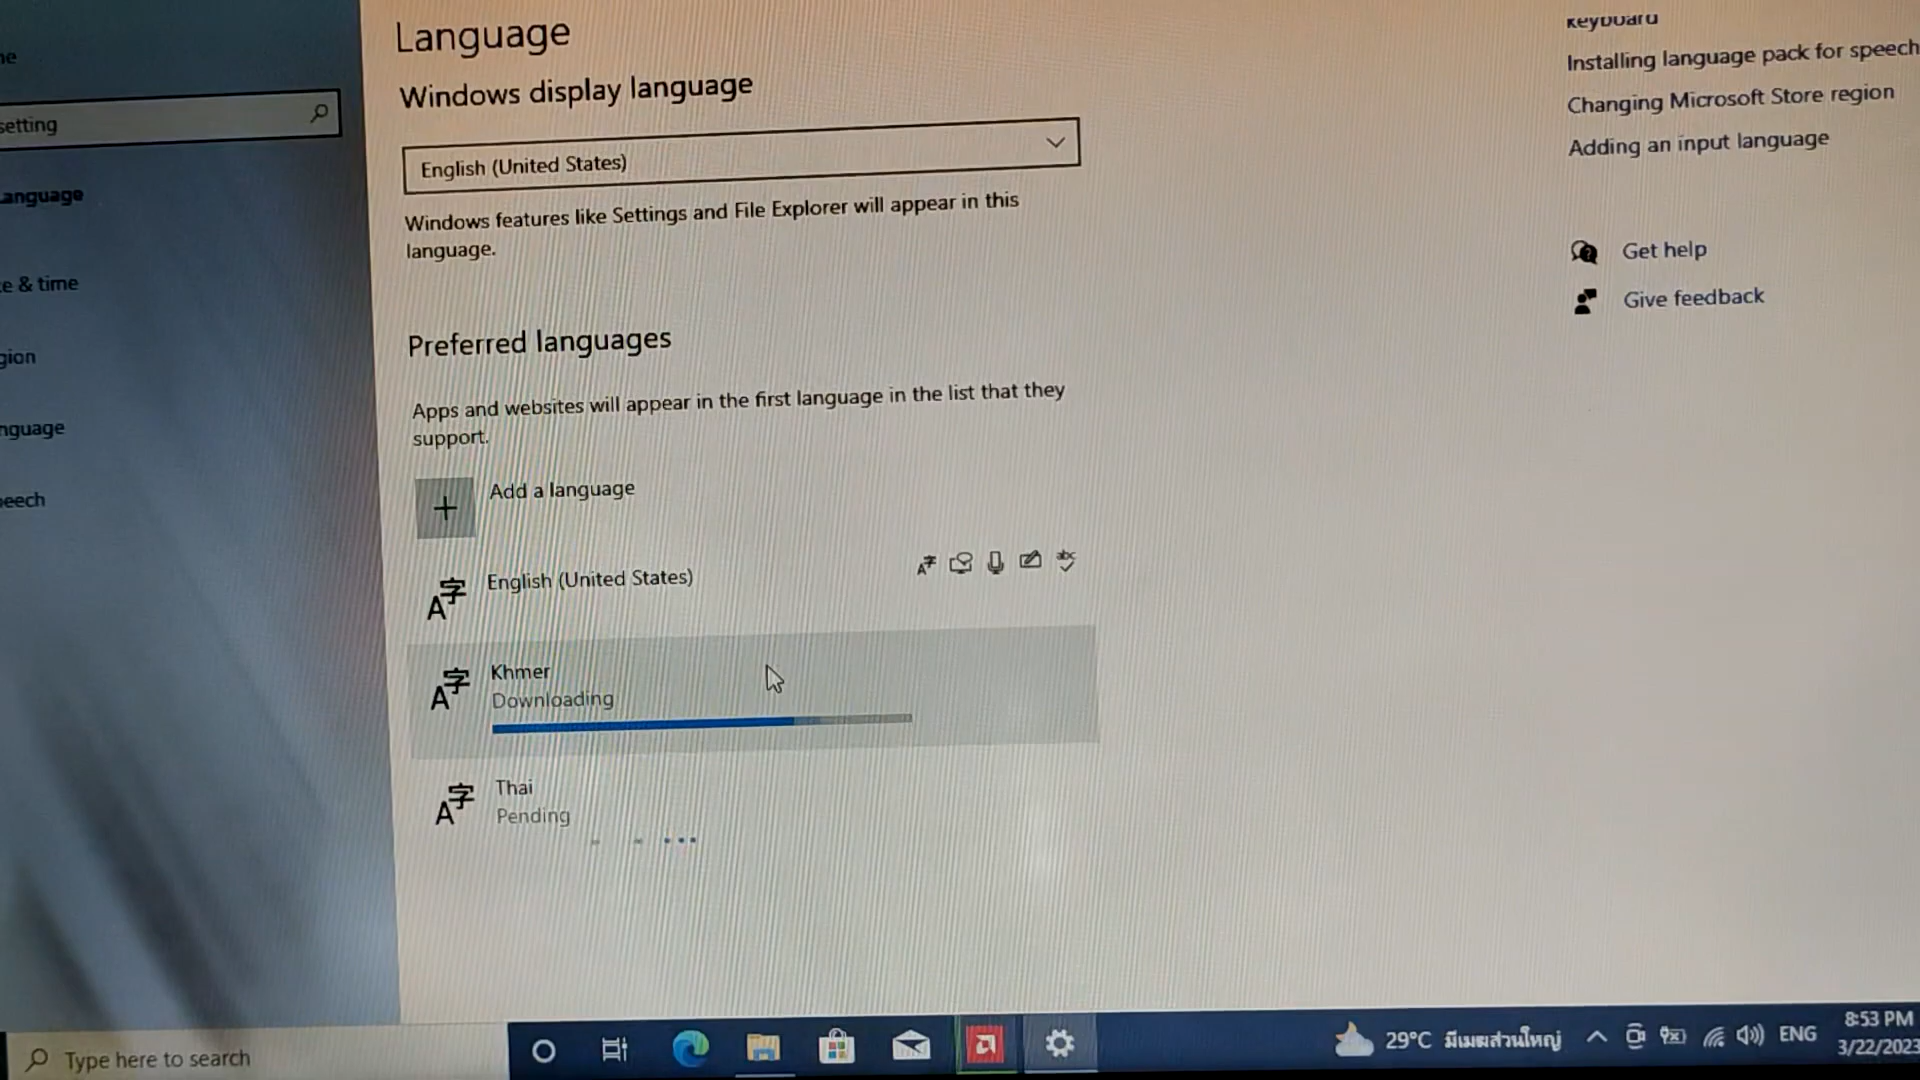 Language
Windows display language
setting
English (United States)
Windows features like Settings and File Explorer will appear in this
language.
Language
& time
Preferred languages
Apps and websites will appear in the first language in the list that they
support.
Add a language
English (United States)
abc
Khmer
Downloading
Thai
Pending
keyboard
Installing language pack for speech
Changing Microsoft Store region
Adding an input language
Get help
Give feedback
Type here to search
29°C มีเมฆส่วนใหญ่
ENG
8:53 PM
3/22/2023